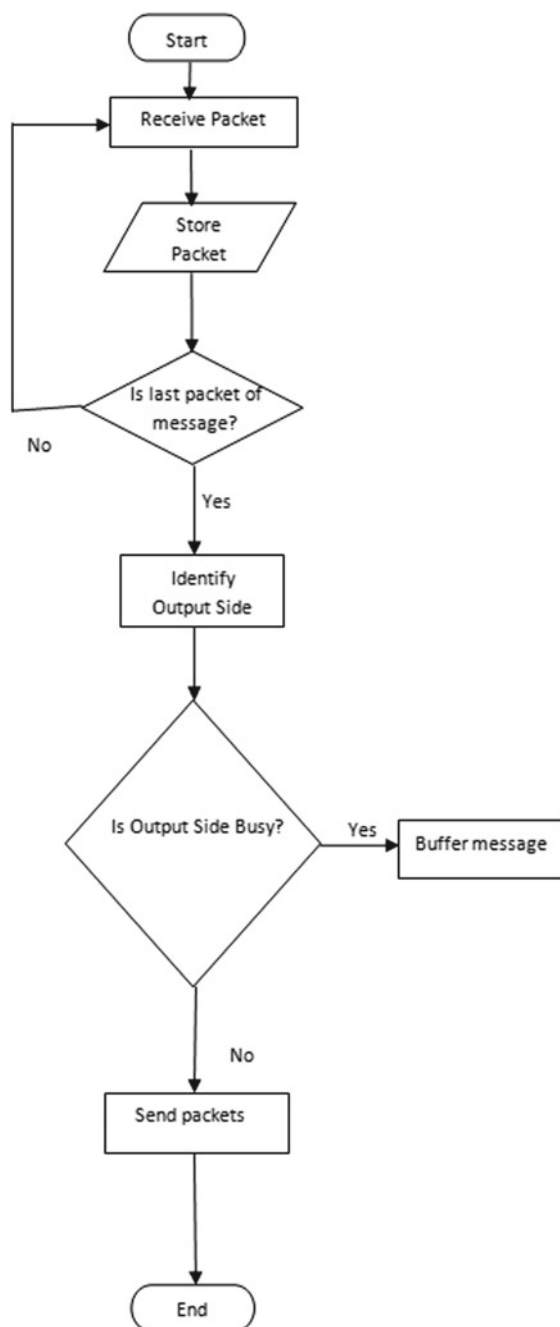 Start
Receive Packet
Store
Packet
Is last packet of
message?
No
Yes
Identify
Output Side
Is Output Side Busy?
Yes
Buffer message
No
Send packets
End